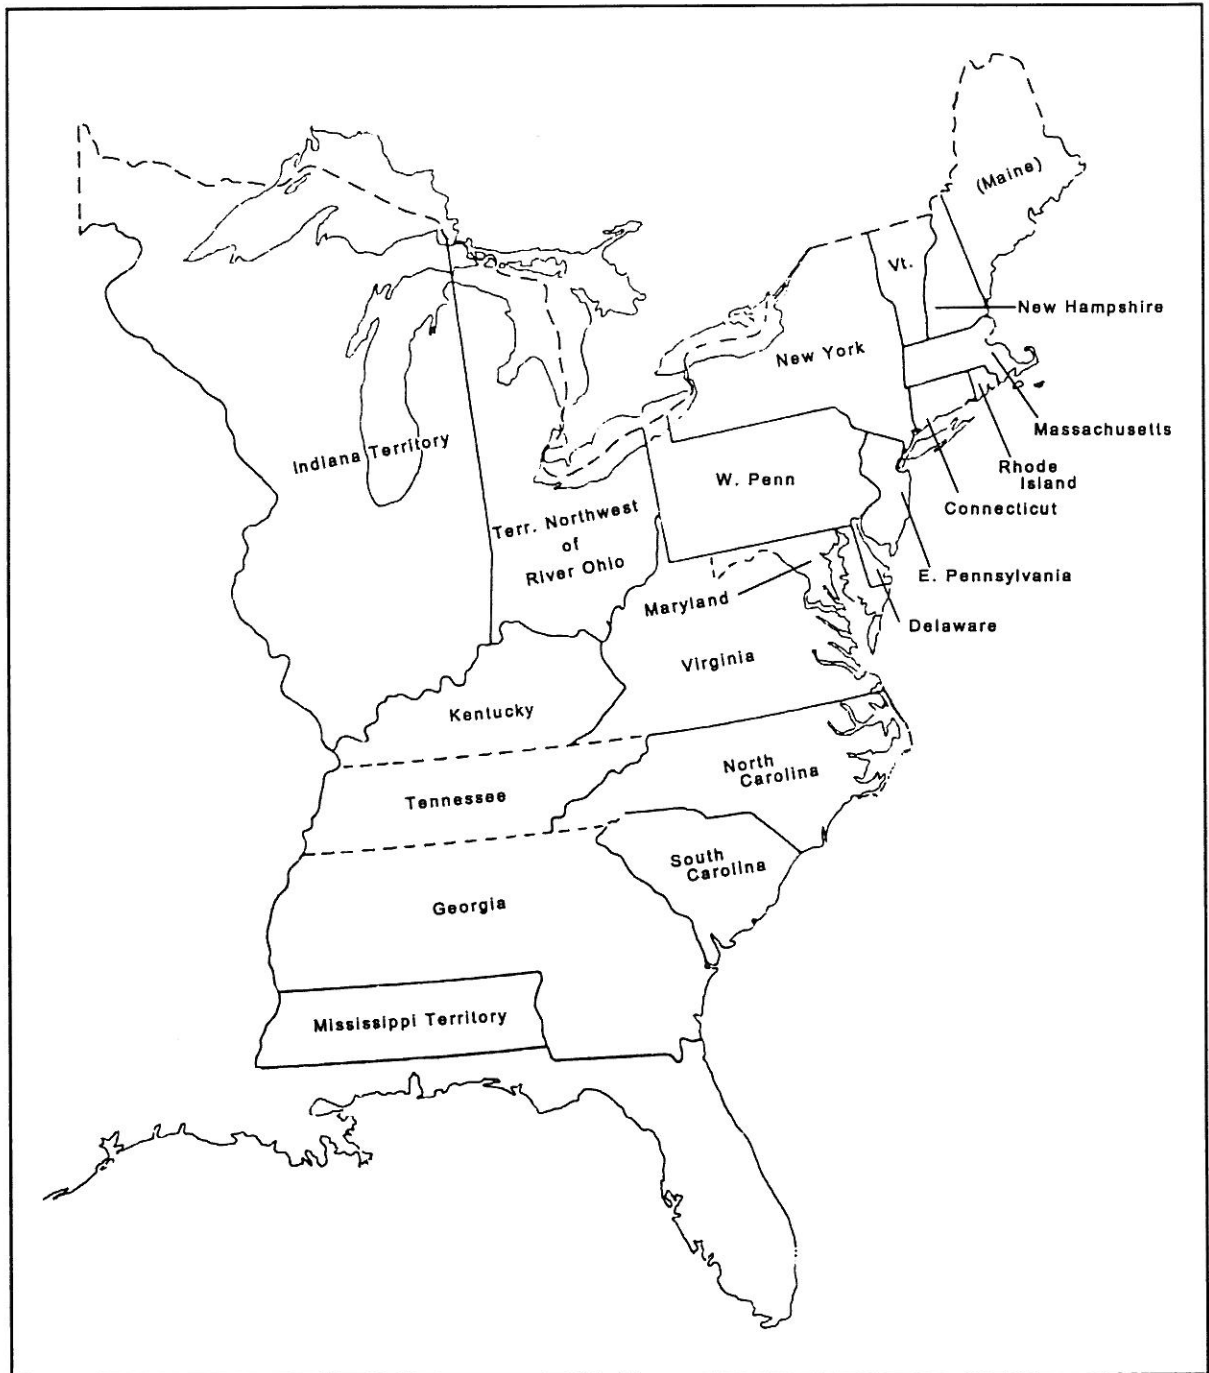 (Maine)
Vt.
New Hampshire
New York
Massachusetts
Rhode
Island
Connecticut
Indiana Territory
W. Penn
Terr. Northwest
of
River Ohio
E. Pennsylvania
Maryland
Delaware
Virginia
Kentucky
North
Carolina
Tennessee
South
Carolina
Georgia
Mississippi Territory